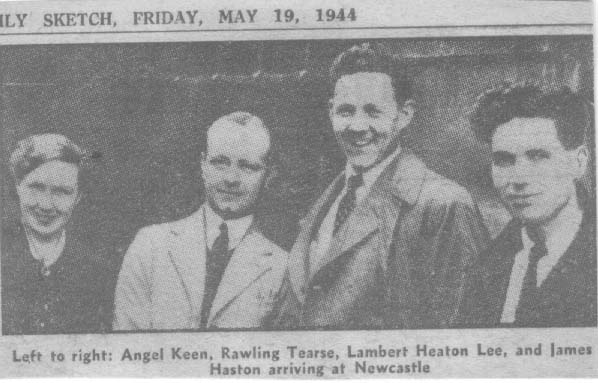 ILY SKETCH, FRIDAY, MAY 19, 1944
Left to right: Angel Keen, Rawling Tearse, Lambert Heaton Lee, and James
Haston arriving at Newcastle